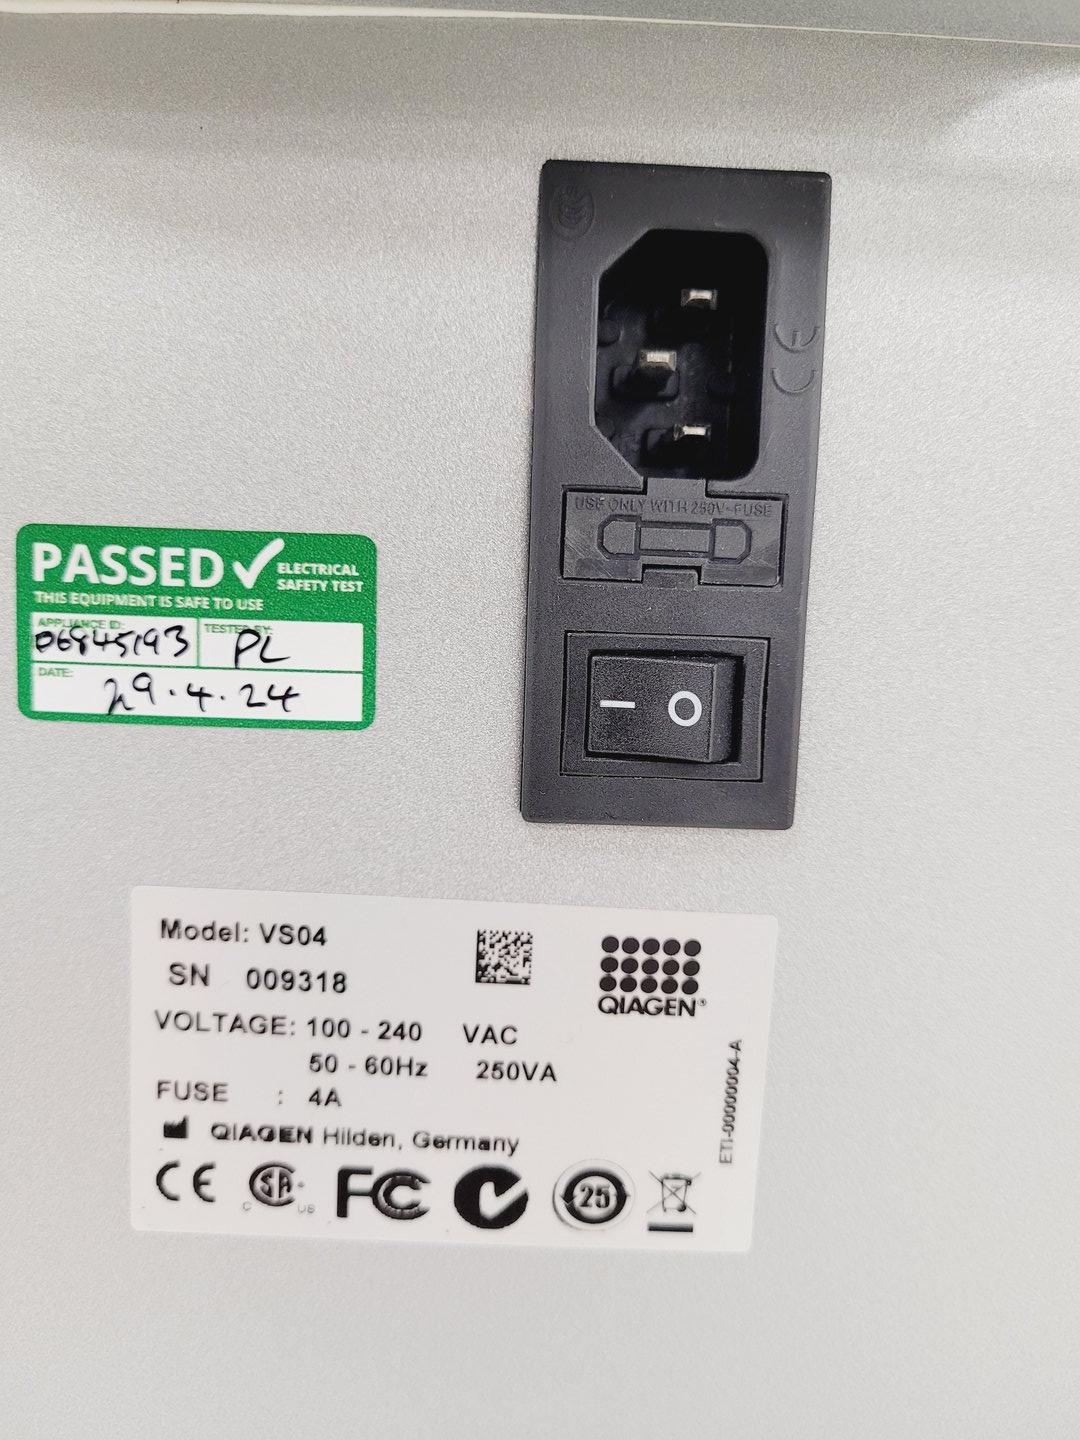 USE ONLY WITH 250V~FUSE
I O
PASSED
ELECTRICAL
SAFETY TEST
THIS EQUIPMENT IS SAFE TO USE
APPLIANCE ID:
06845193
TESTED BY:
PL
DATE:
29.4.24
Model: VS04
SN 009318
QIAGEN®
VOLTAGE: 100 - 240 VAC
50 - 60Hz 250VA
FUSE : 4A
QIAGEN Hilden, Germany
CE
C SA US FC 25
ETI-00000004-A